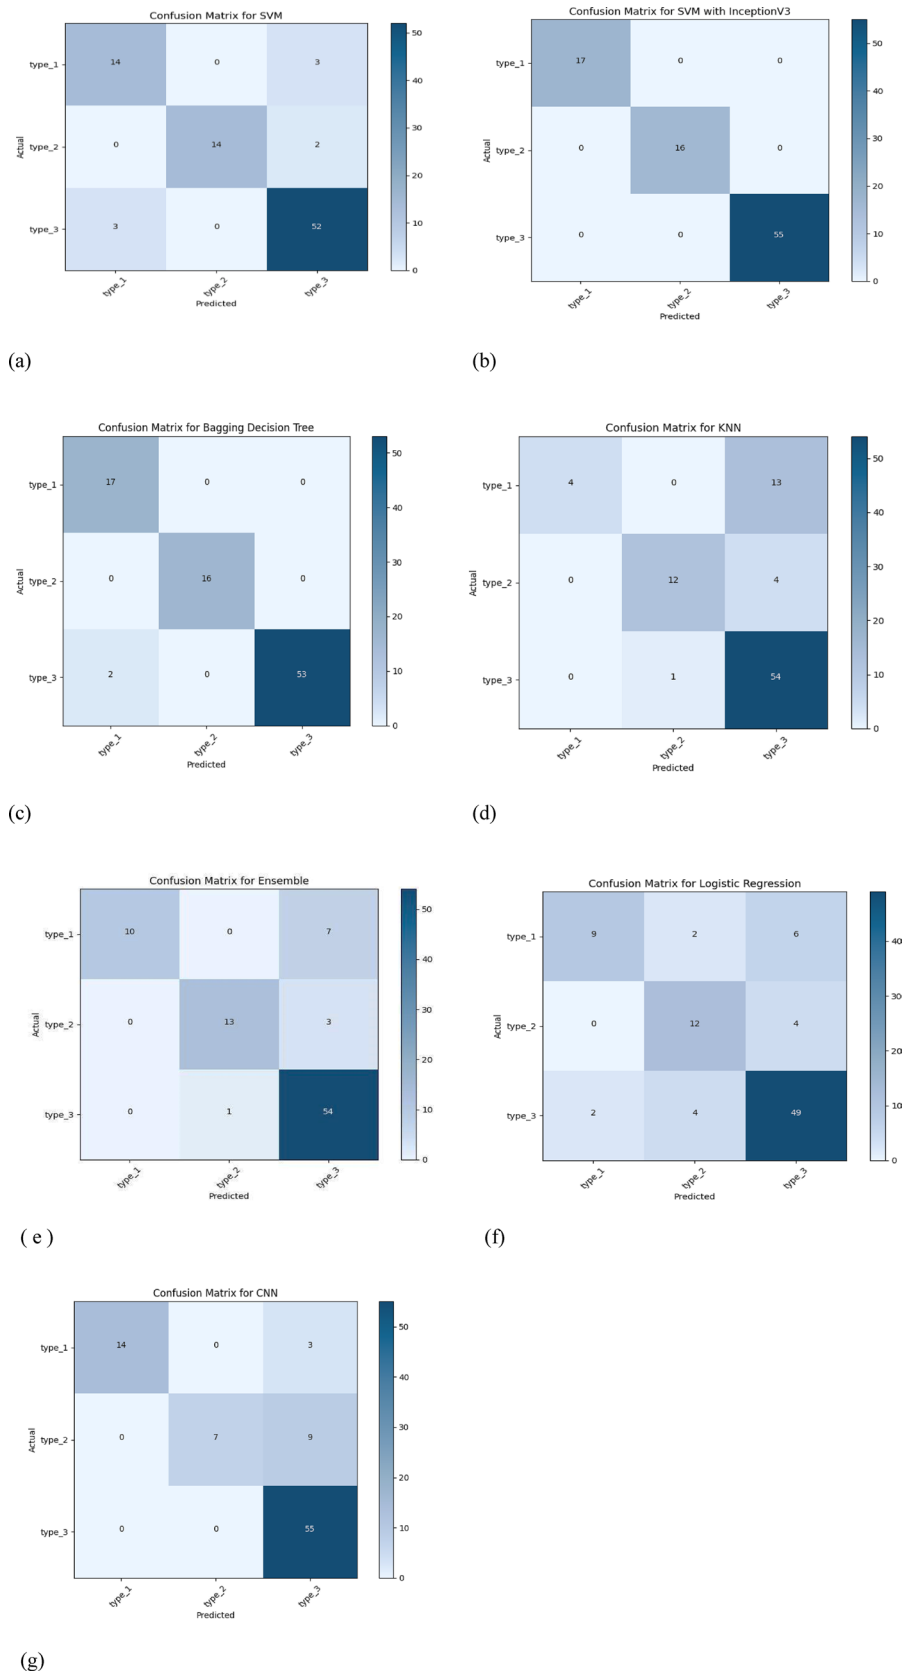 Confusion Matrix for SVM
type_1 14 0 3
type_2 0 14 2
type_3 3 0 52
Actual
type_1 type_2 type_3
Predicted
50
40
30
20
10
0
(a)
Confusion Matrix for SVM with InceptionV3
type_1 17 0 0
type_2 0 16 0
type_3 0 0 55
Actual
type_1 type_2 type_3
Predicted
50
40
30
20
10
0
(b)
Confusion Matrix for Bagging Decision Tree
type_1 17 0 0
type_2 0 16 0
type_3 2 0 53
Actual
type_1 type_2 type_3
Predicted
50
40
30
20
10
0
(c)
Confusion Matrix for KNN
type_1 4 0 13
type_2 0 12 4
type_3 0 1 54
Actual
type_1 type_2 type_3
Predicted
50
40
30
20
10
0
(d)
Confusion Matrix for Ensemble
type_1 10 0 7
type_2 0 13 3
type_3 0 1 54
Actual
type_1 type_2 type_3
Predicted
50
40
30
20
10
0
( e )
Confusion Matrix for Logistic Regression
type_1 9 2 6
type_2 0 12 4
type_3 2 4 49
Actual
type_1 type_2 type_3
Predicted
40
30
20
10
0
(f)
Confusion Matrix for CNN
type_1 14 0 3
type_2 0 7 9
type_3 0 0 55
Actual
type_1 type_2 type_3
Predicted
50
40
30
20
10
0
(g)